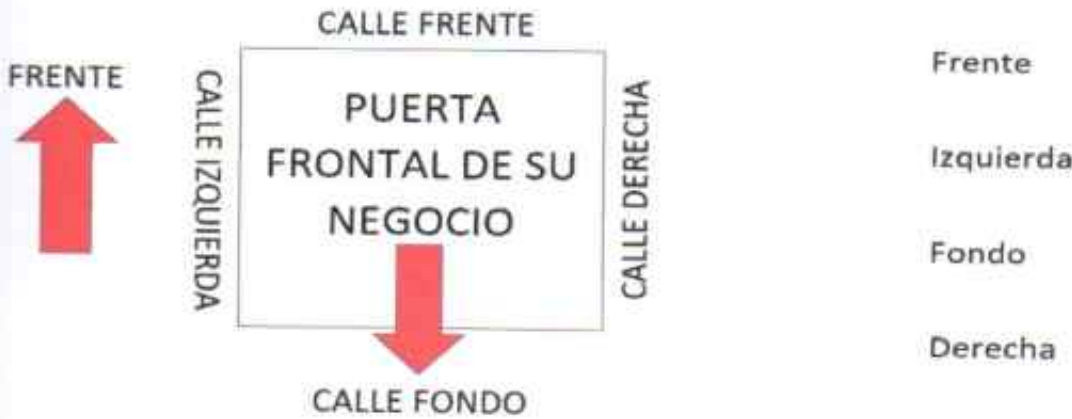 CALLE FRENTE
FRENTE
CALLE IZQUIERDA
PUERTA
FRONTAL DE SU
NEGOCIO
CALLE DERECHA
CALLE FONDO
Frente
Izquierda
Fondo
Derecha